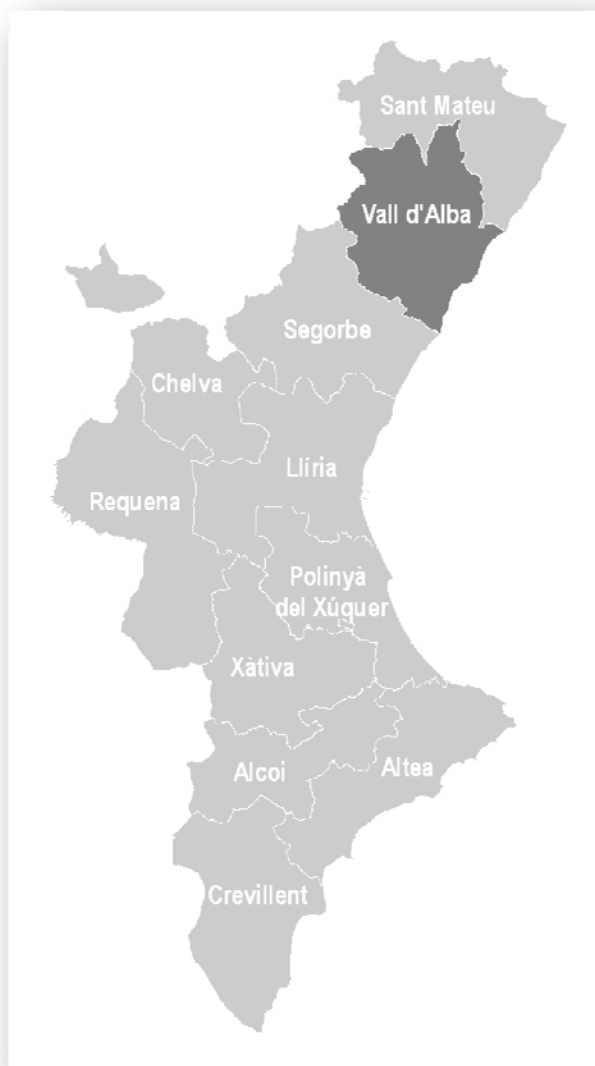 Sant Mateu
Vall d'Alba
Segorbe
Chelva
Llíria
Requena
Polinyà
del Xúquer
Xàtiva
Alcoi
Altea
Crevillent